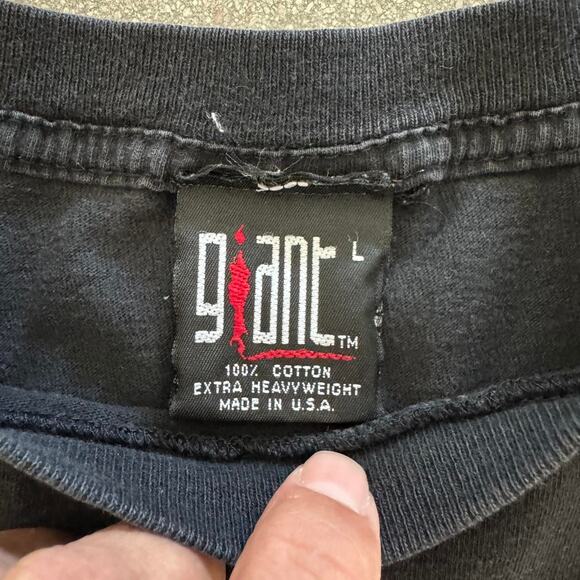 giant L
TM
100% COTTON
EXTRA HEAVYWEIGHT
MADE IN U.S.A.